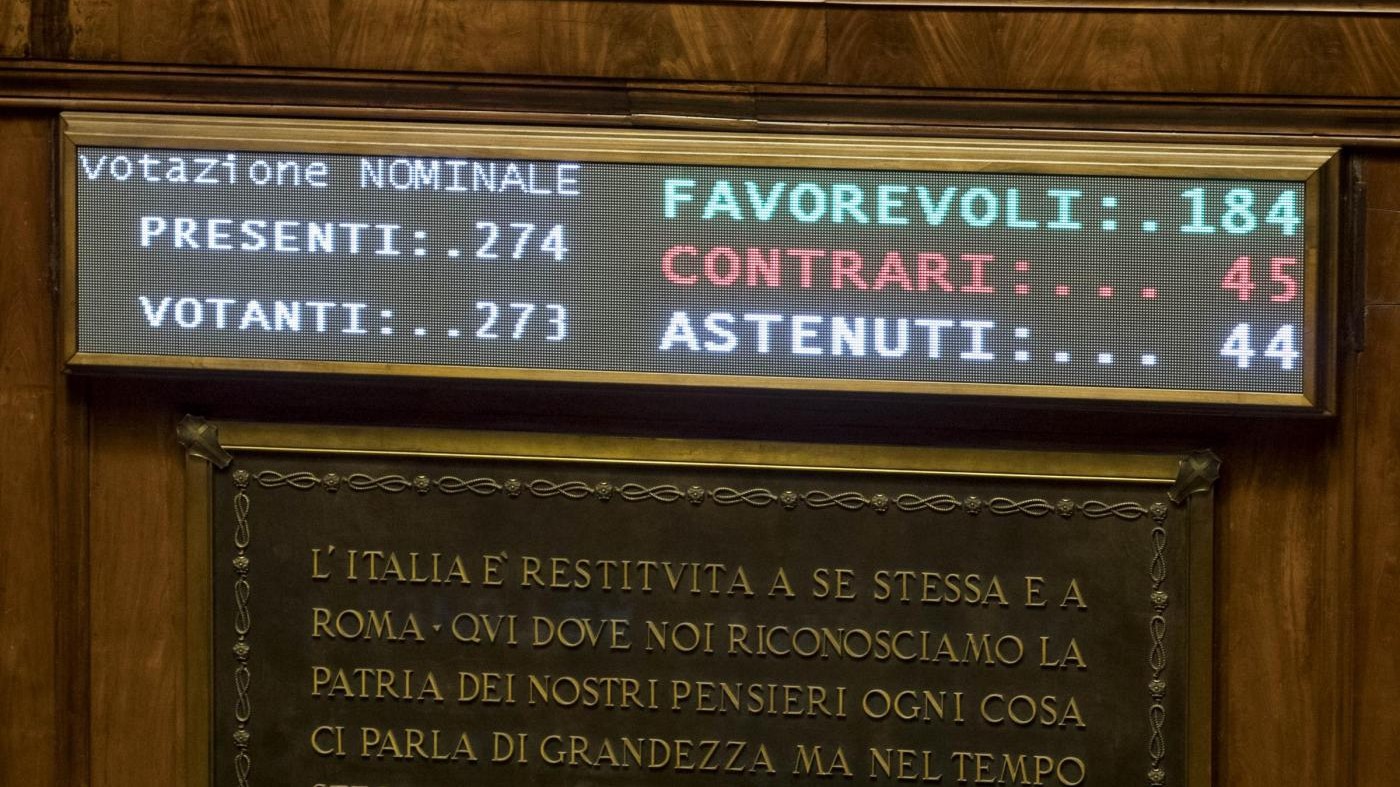 votazione NOMINALE
PRESENTI:.274
VOTANTI:..273
FAVOREVOLI:.184
CONTRARI:... 45
ASTENUTI:... 44
L'ITALIA È RESTITVITA A SE STESSA E A
ROMA · QVI DOVE NOI RICONOSCIAMO LA
PATRIA DEI NOSTRI PENSIERI OGNI COSA
CI PARLA DI GRANDEZZA MA NEL TEMPO